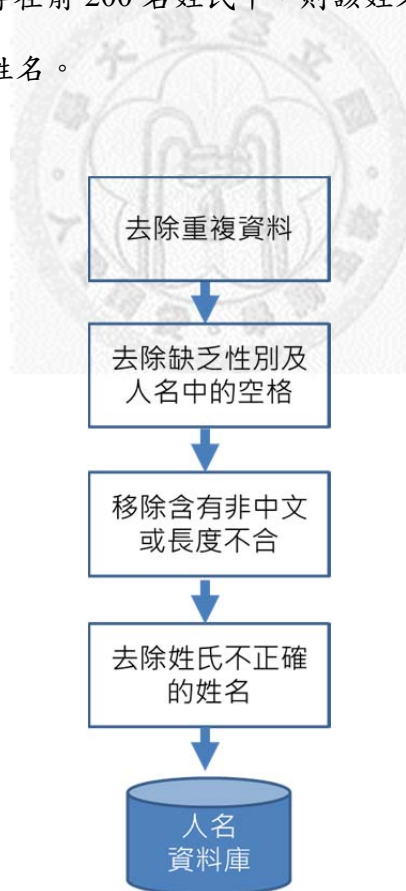 在前 200 名姓氏中，則該姓
姓名。
去除重複資料
去除缺乏性別及
人名中的空格
移除含有非中文
或長度不合
去除姓氏不正確
的姓名
人名
資料庫